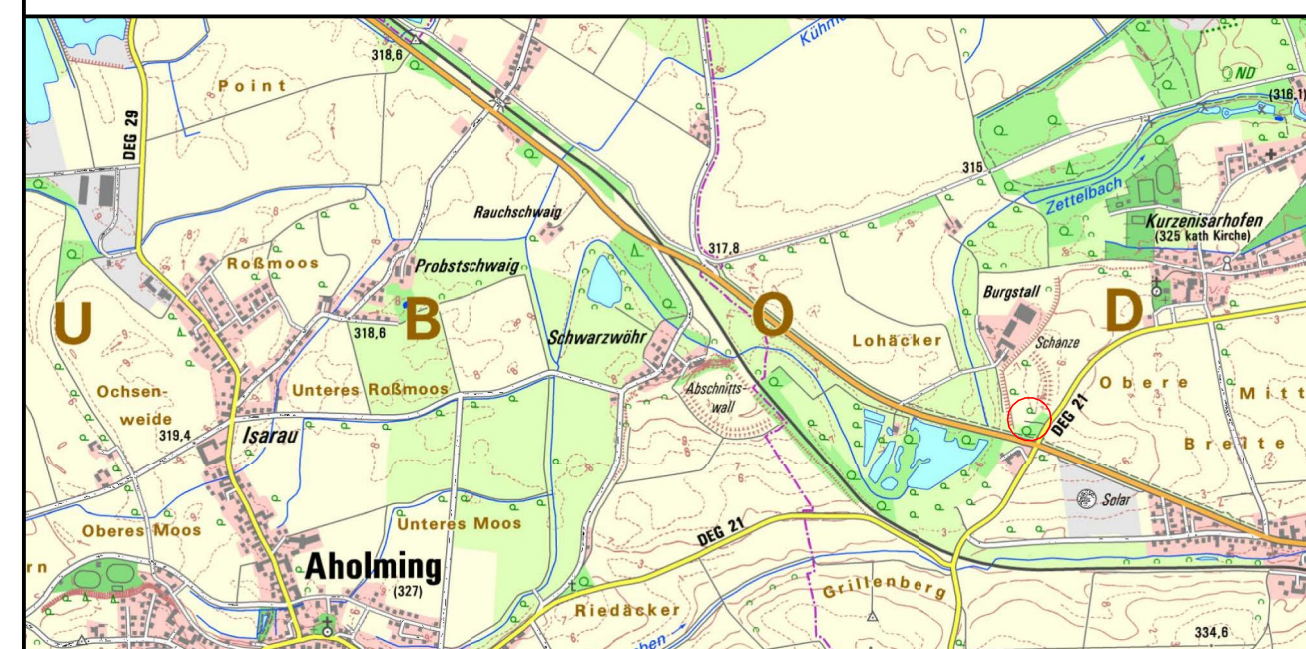 Kühm
ND
(316,1)
318,6
Point
DEG 29
315
Zettelbach
Rauchschwaig
Kurzenisarhofen
(325 kath Kirche)
317,8
Roßmoos
Probstschwaig
Burgstall
U
B
O
D
318,6
Schwarzwöhr
Lohäcker
Schanze
Ochsen-
weide
Unteres Roßmoos
Abschnitts-
wall
Obere
Mitt
319,4
Isarau
DEG 21
Breite
Oberes Moos
Unteres Moos
DEG 21
Solar
rn
Aholming
(327)
Riedäcker
Grillenberg
ben
334,6